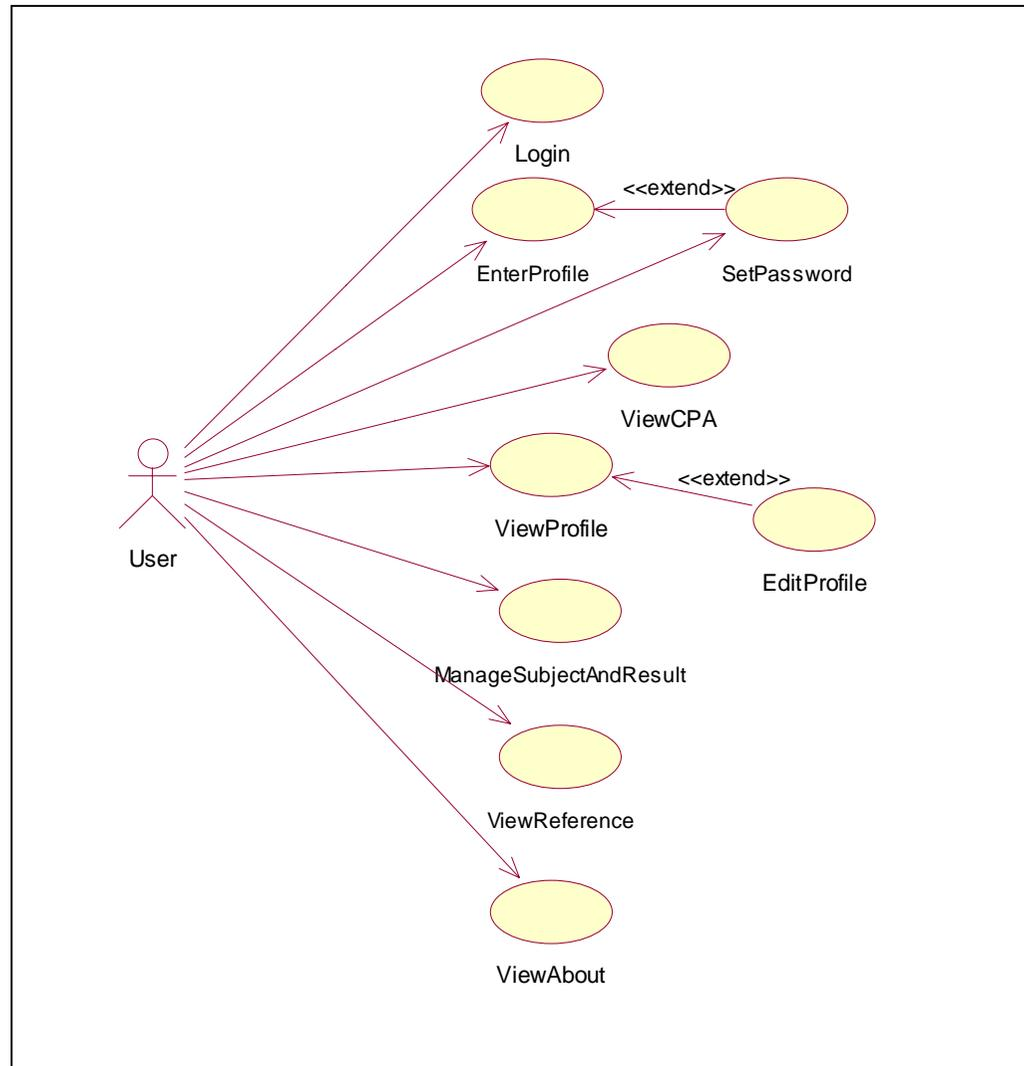 Login
<<extend>>
EnterProfile
SetPassword
ViewCPA
ViewProfile
<<extend>>
EditProfile
User
ManageSubjectAndResult
ViewReference
ViewAbout